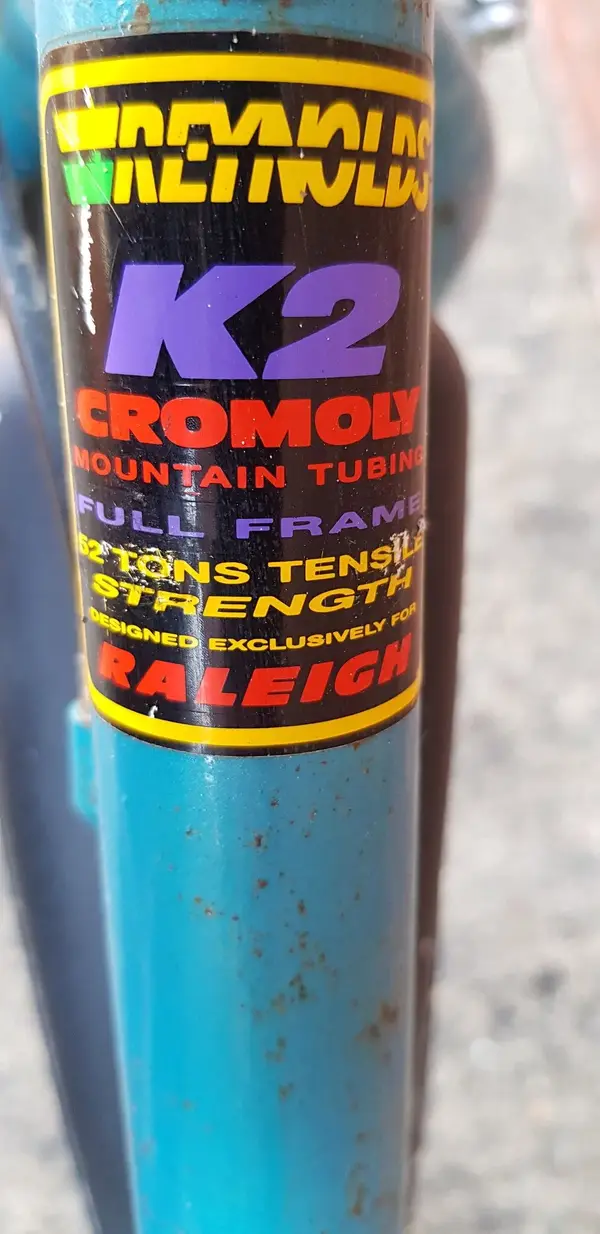 REYNOLDS
K2
CROMOLY
MOUNTAIN TUBING
FULL FRAME
52 TONS TENSILE
STRENGTH
DESIGNED EXCLUSIVELY FOR
RALEIGH